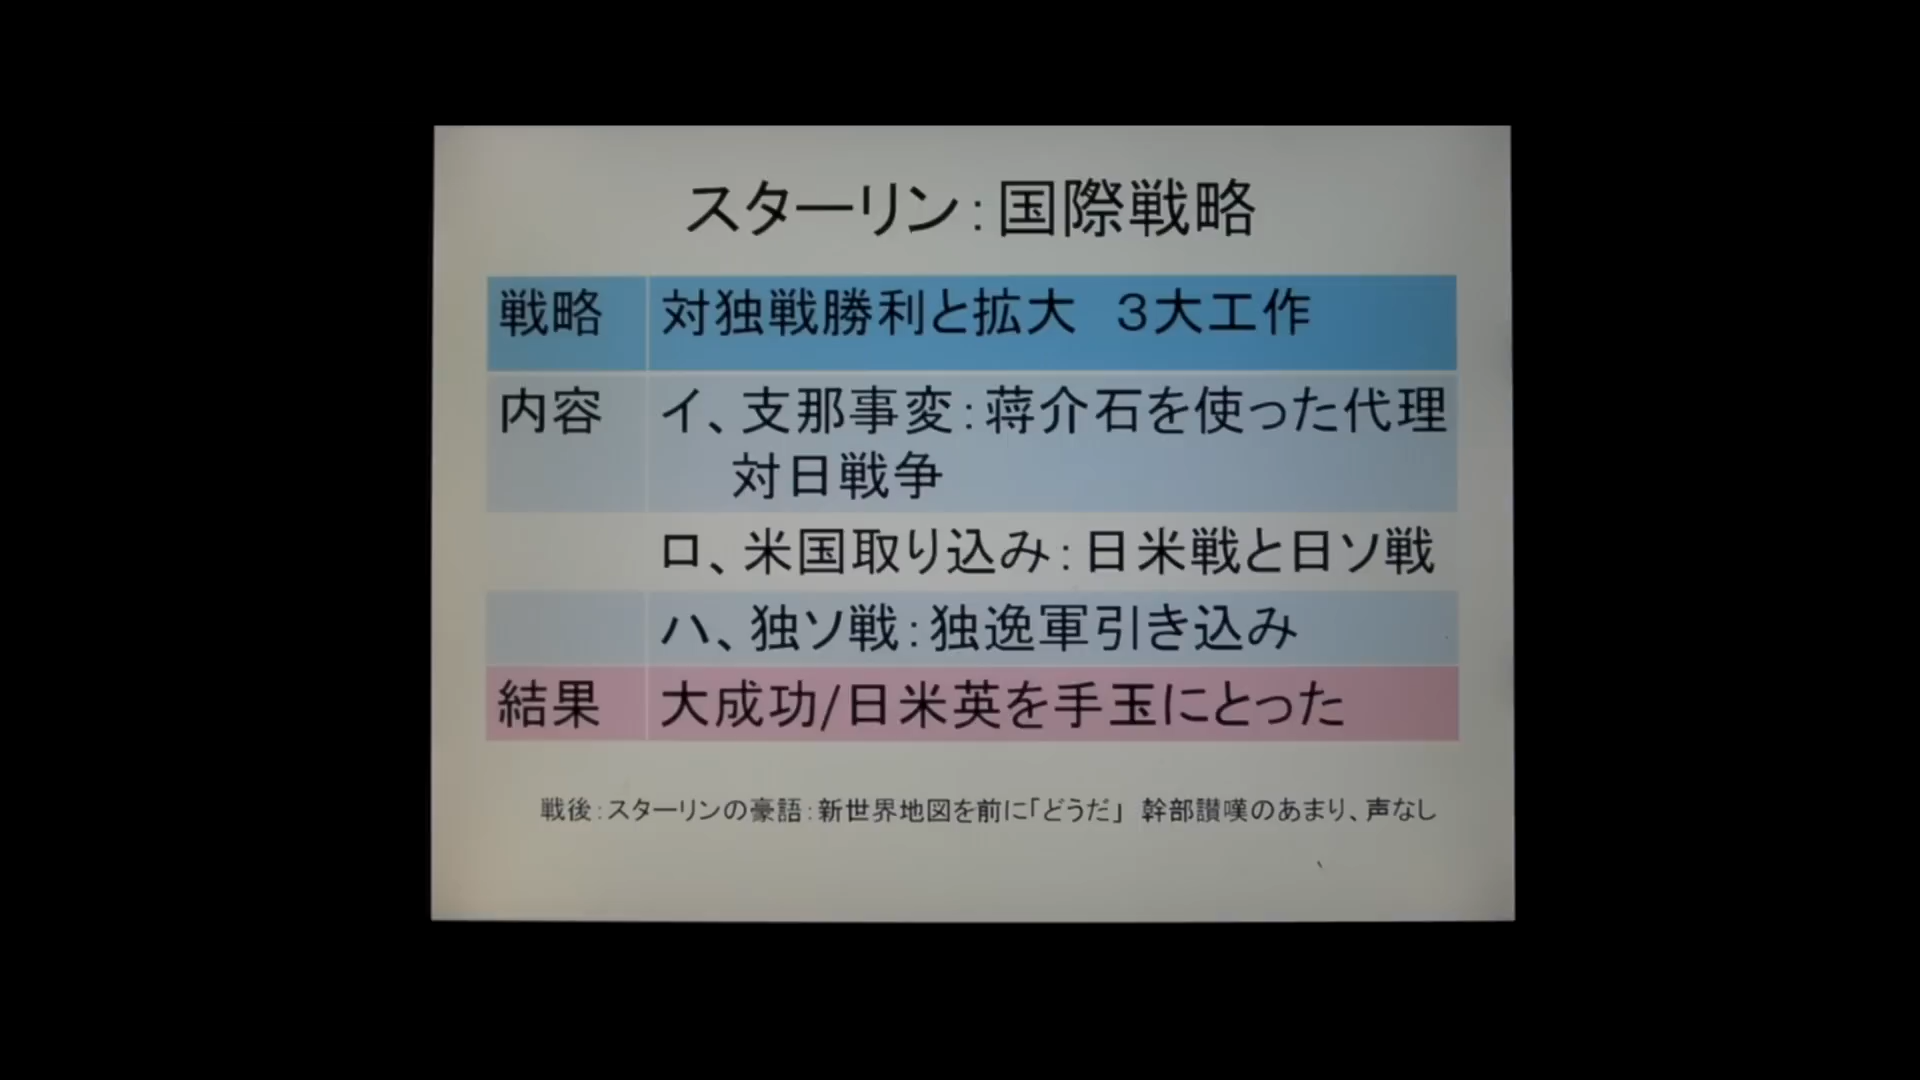 スターリン：国際戦略
戦略 対独戦勝利と拡大　３大工作
内容 イ、支那事変：蒋介石を使った代理
対日戦争
ロ、米国取り込み：日米戦と日ソ戦
ハ、独ソ戦：独逸軍引き込み
結果 大成功/日米英を手玉にとった
戦後：スターリンの豪語：新世界地図を前に「どうだ」　幹部讃嘆のあまり、声なし